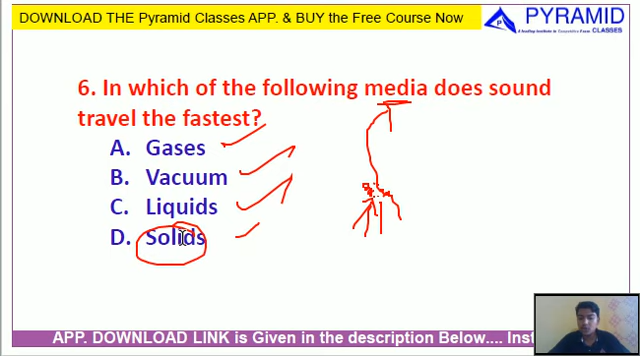 DOWNLOAD THE Pyramid Classes APP. & BUY the Free Course Now
PYRAMID
CLASSES
6. In which of the following media does sound
travel the fastest?
A. Gases
B. Vacuum
C. Liquids
D. Solids
APP. DOWNLOAD LINK is Given in the description Below.... Inst